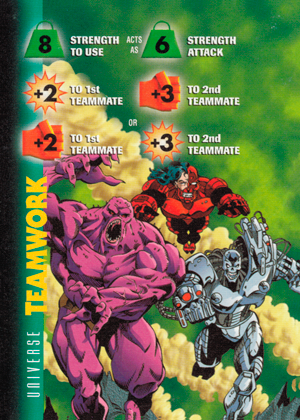 8 STRENGTH TO USE ACTS AS 6 STRENGTH ATTACK
+2 TO 1st TEAMMATE +3 TO 2nd TEAMMATE
OR
+2 TO 1st TEAMMATE +3 TO 2nd TEAMMATE
UNIVERSE TEAMWORK